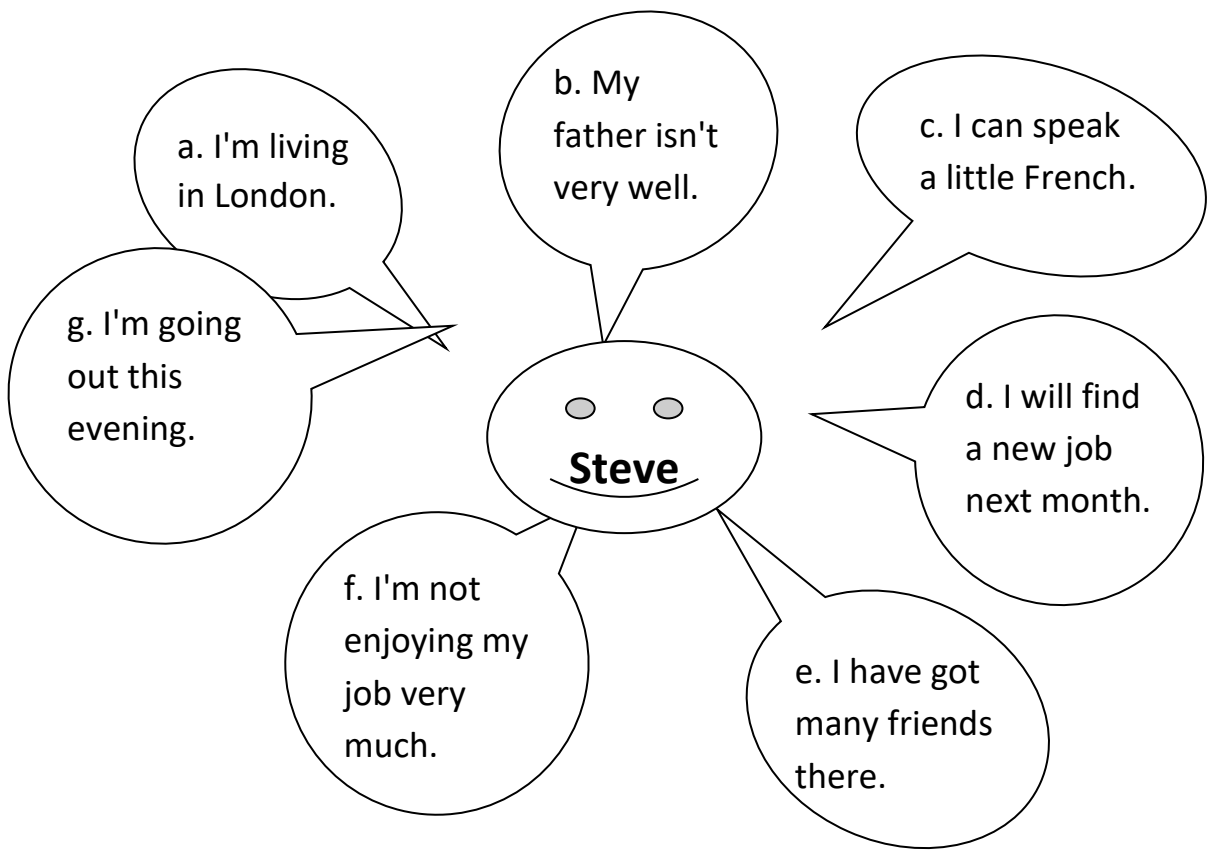 a. I'm living
in London.
b. My
father isn't
very well.
c. I can speak
a little French.
d. I will find
a new job
next month.
e. I have got
many friends
there.
f. I'm not
enjoying my
job very
much.
g. I'm going
out this
evening.
Steve